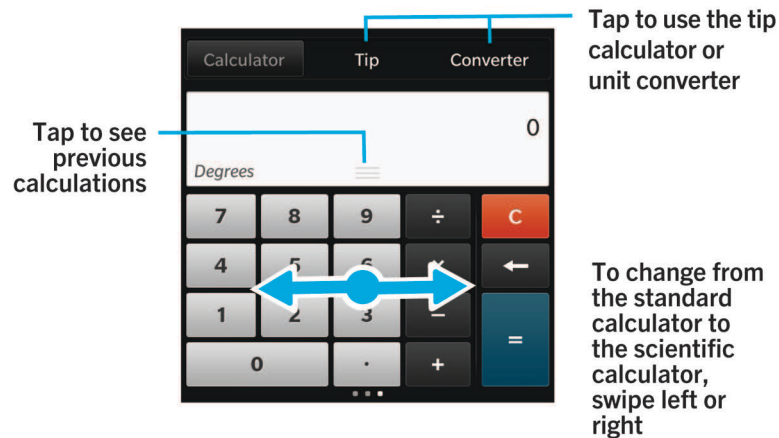 Tap to use the tip
calculator or
unit converter
Calculator Tip Converter
Tap to see
previous
calculations
0
Degrees
7 8 9 ÷ C
4 5 6 ←
1 2 3 − =
0 . +
To change from
the standard
calculator to
the scientific
calculator,
swipe left or
right